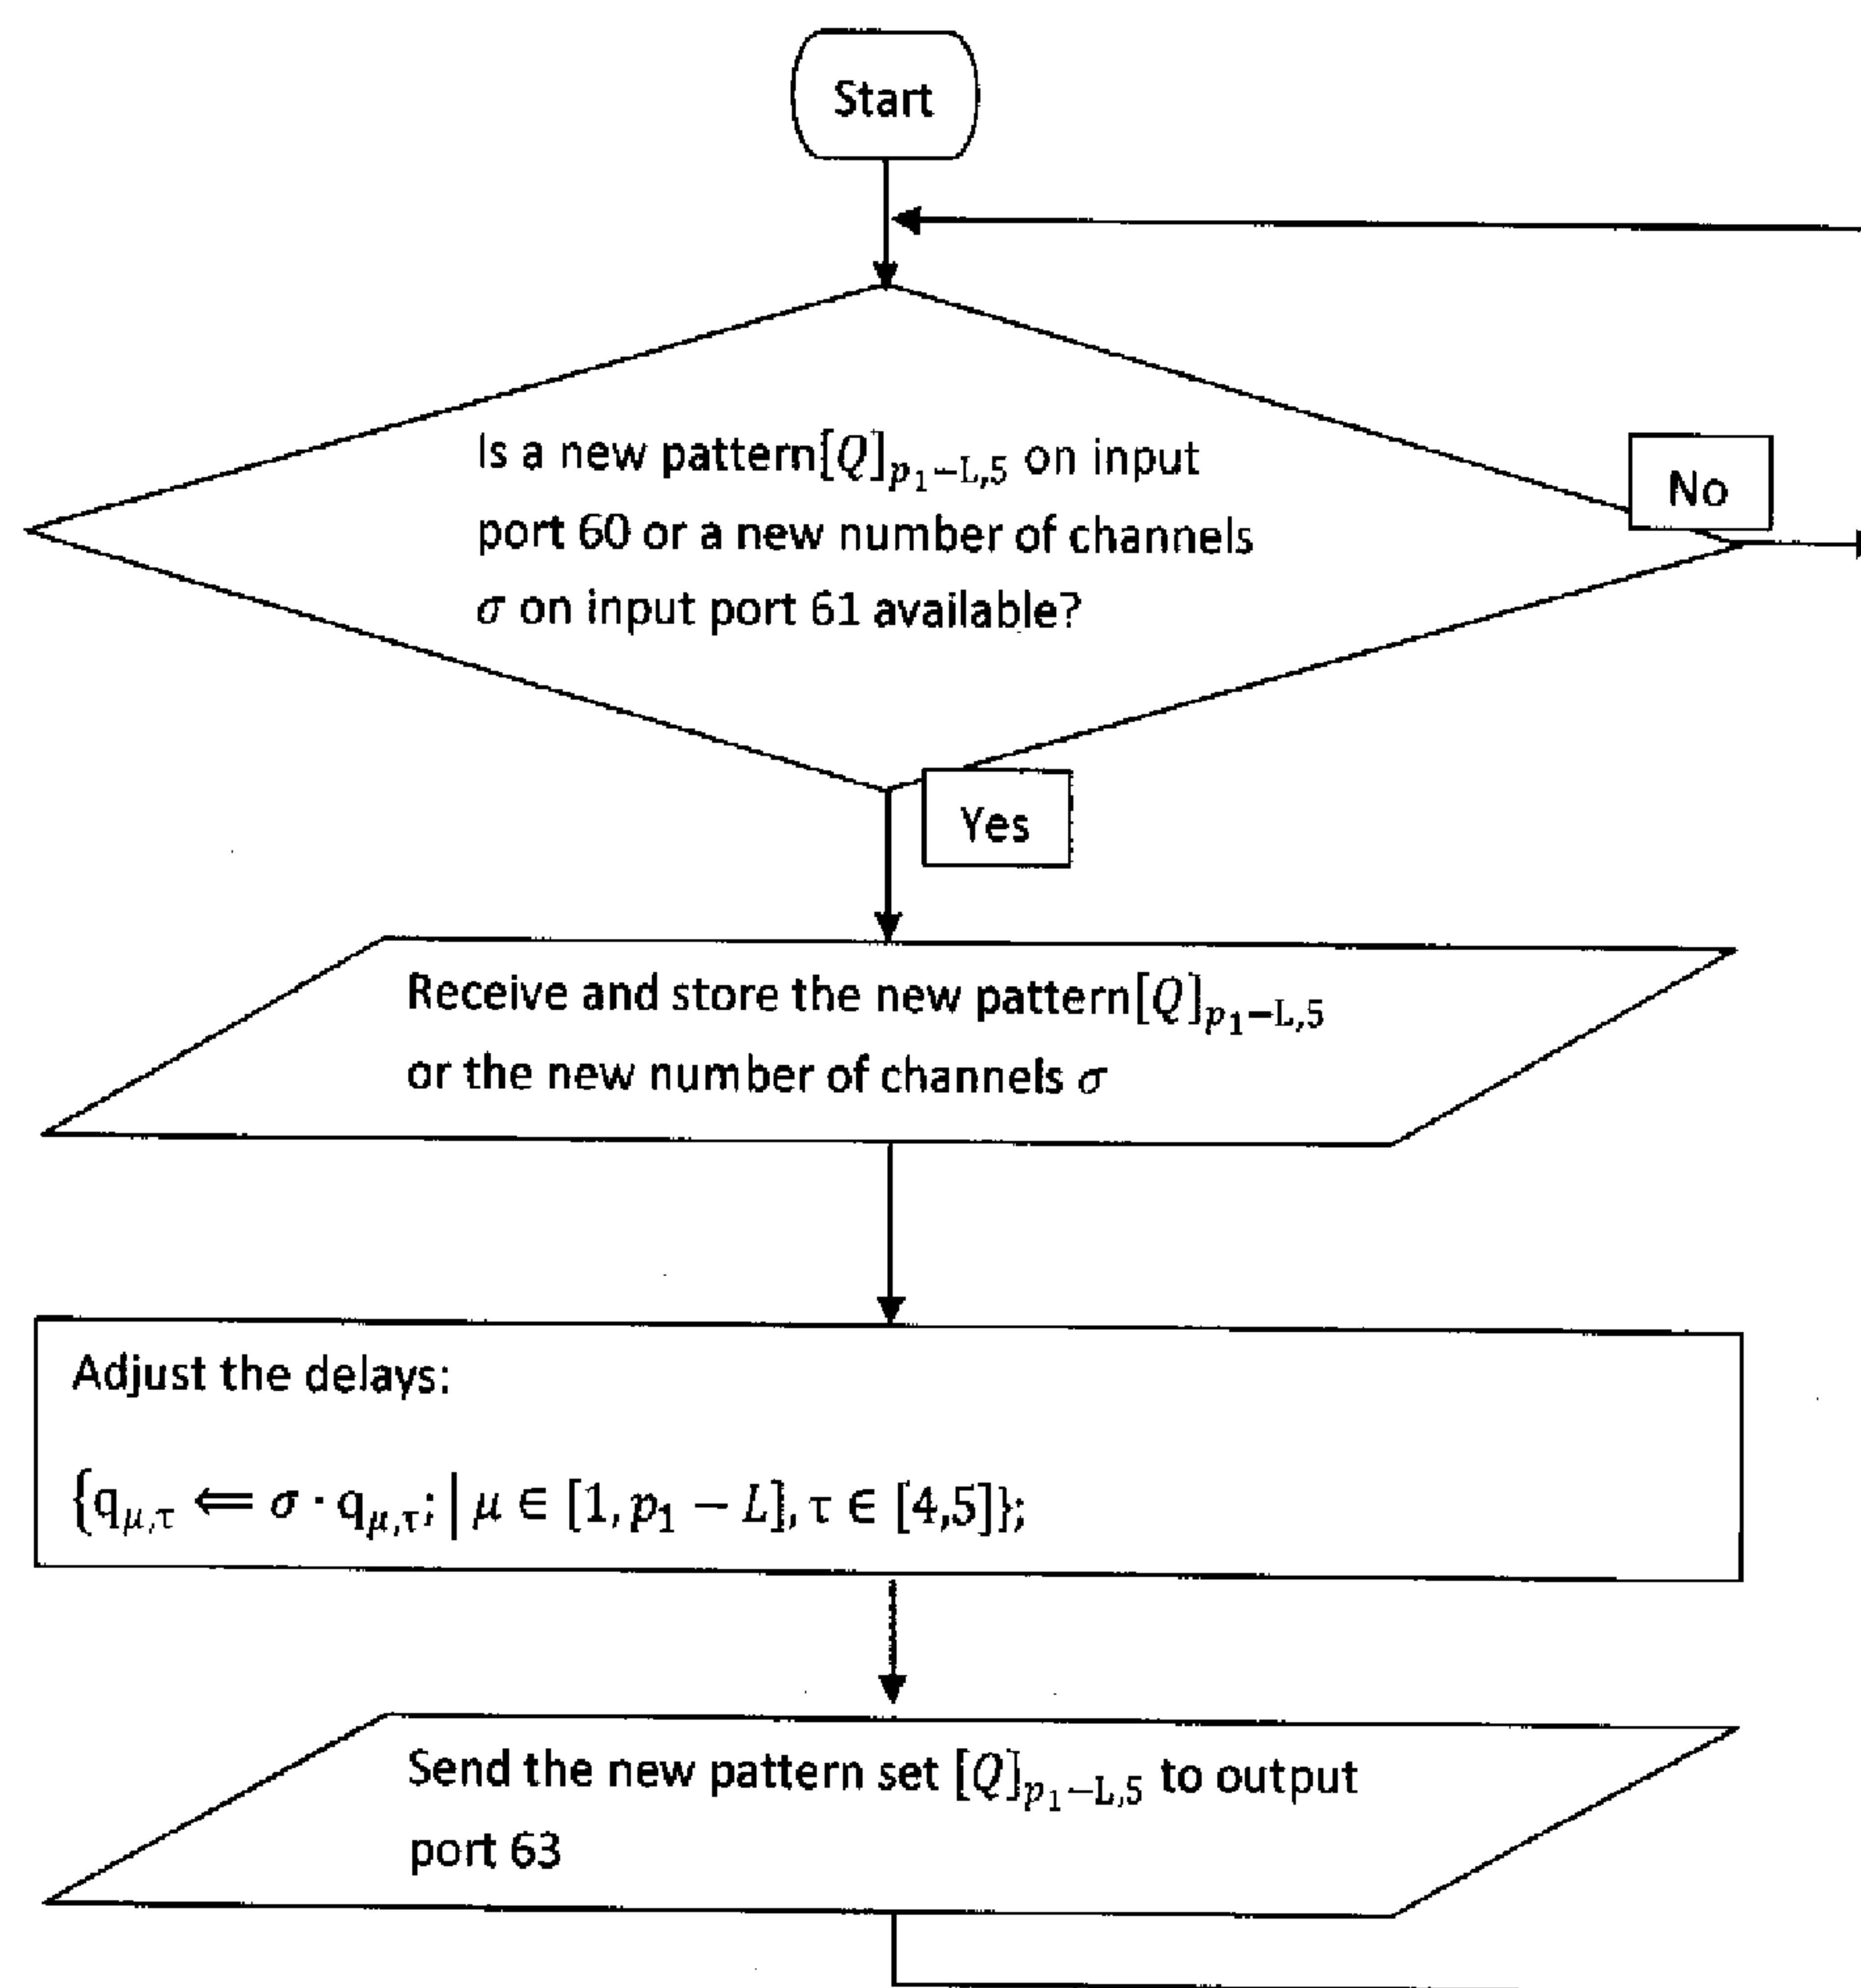 Start
Is a new pattern[Q]p₁−L,5 on input
port 60 or a new number of channels
σ on input port 61 available?
No
Yes
Receive and store the new pattern[Q]p₁−L,5
or the new number of channels σ
Adjust the delays:
{qμ,τ ⇐ σ · qμ,τ; | μ ∈ [1, p₁ − L], τ ∈ [4,5]};
Send the new pattern set [Q]p₁−L,5 to output
port 63